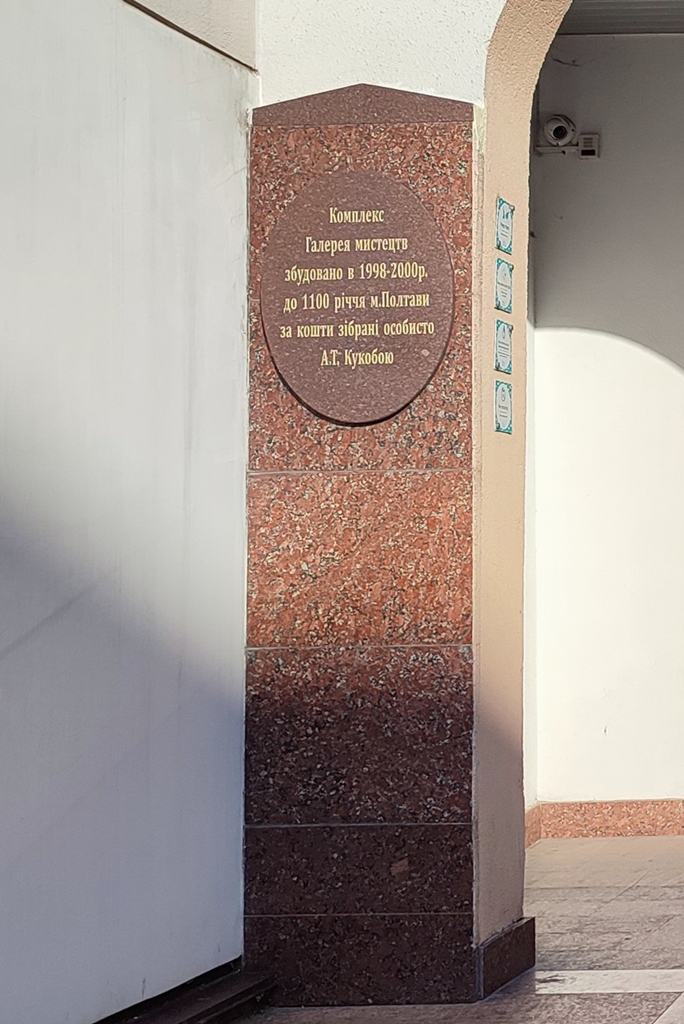 Комплекс
Галерея мистецтв
збудовано в 1998-2000р.
до 1100 річчя м.Полтави
за кошти зібрані особисто
А.Т. Кукобою